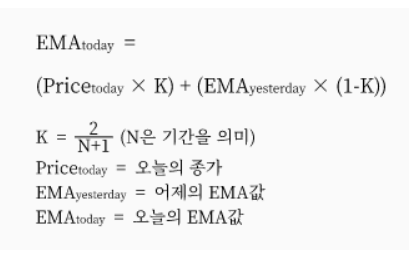 EMAtoday =
(Pricetoday × K) + (EMAyesterday × (1-K))
K = 2/N+1 (N은 기간을 의미)
Pricetoday = 오늘의 종가
EMAyesterday = 어제의 EMA값
EMAtoday = 오늘의 EMA값